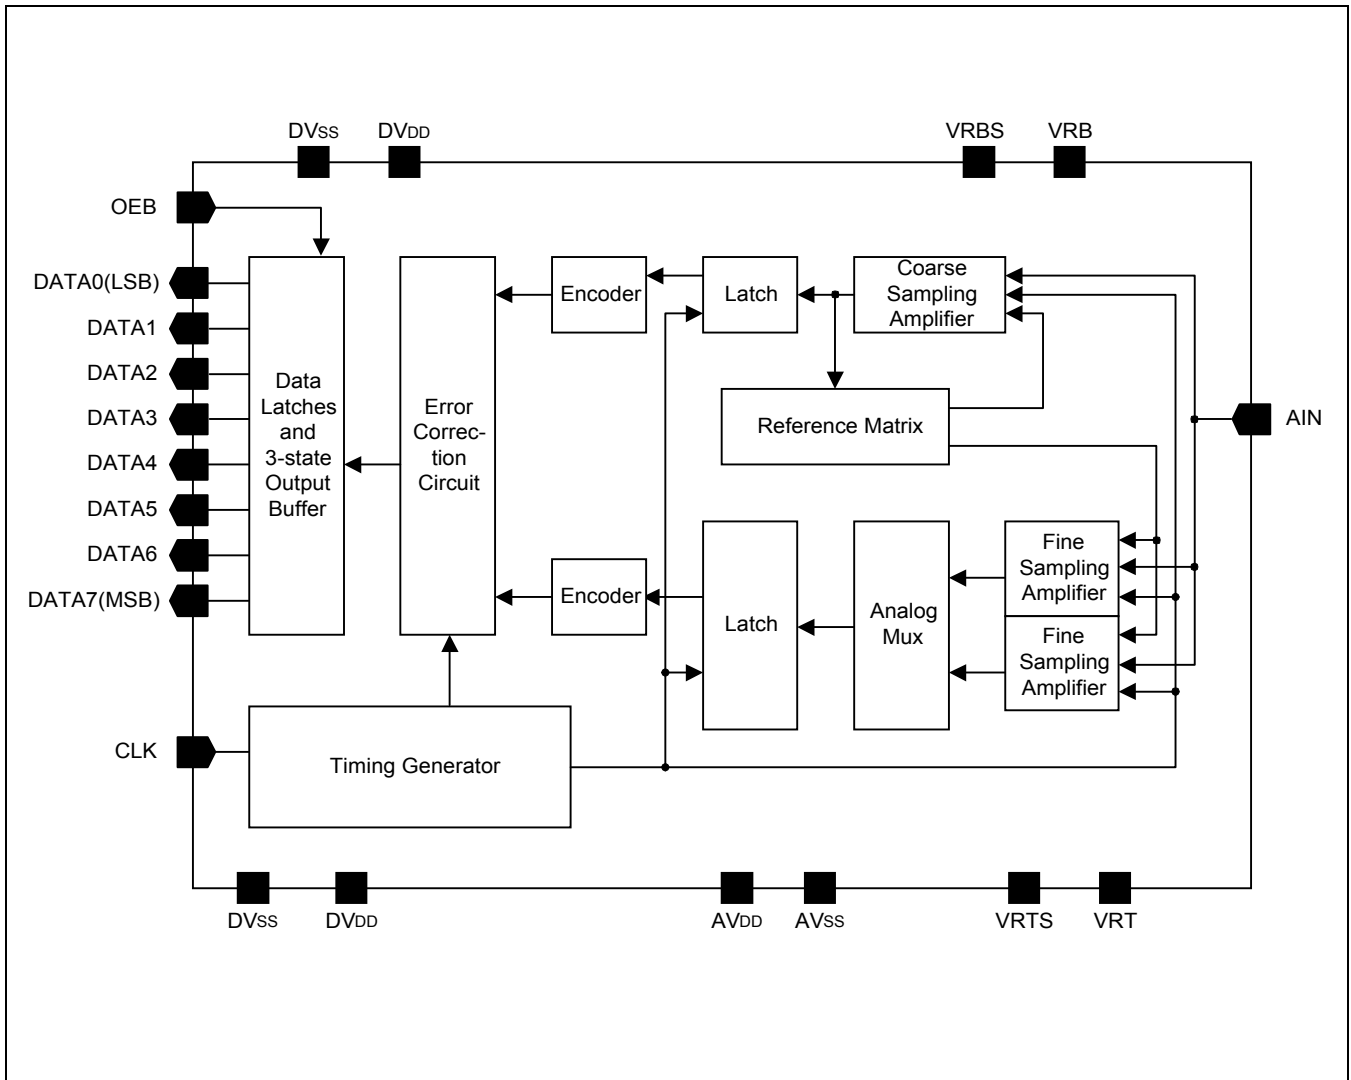 DVSS
DVDD
VRBS
VRB
OEB
DATA0(LSB)
DATA1
DATA2
DATA3
DATA4
DATA5
DATA6
DATA7(MSB)
CLK
Data
Latches
and
3-state
Output
Buffer
Error
Correc-
tion
Circuit
Encoder
Latch
Coarse
Sampling
Amplifier
Reference Matrix
AIN
Encoder
Latch
Analog
Mux
Fine
Sampling
Amplifier
Fine
Sampling
Amplifier
Timing Generator
DVSS
DVDD
AVDD
AVSS
VRTS
VRT